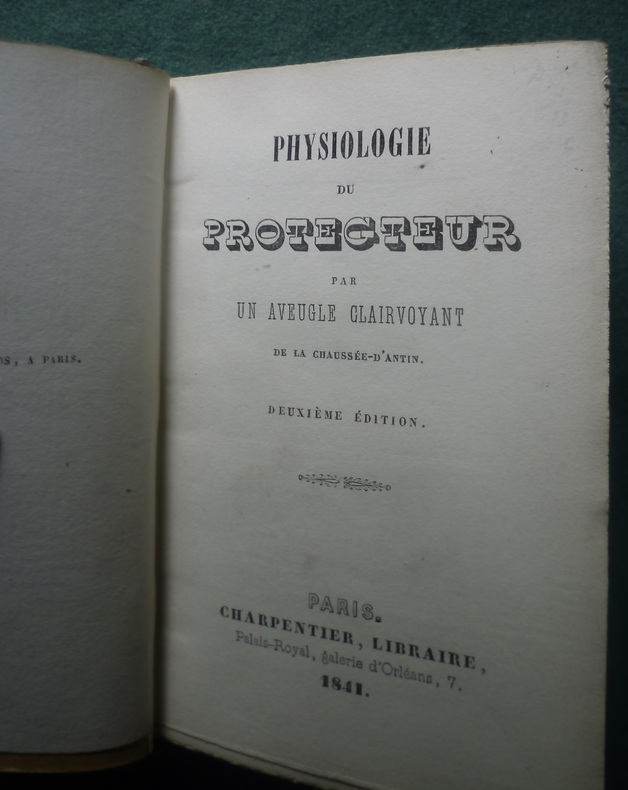 PHYSIOLOGIE
DU
PROTECTEUR
PAR
UN AVEUGLE CLAIRVOYANT
DE LA CHAUSSÉE-D'ANTIN.
DEUXIÈME ÉDITION.
PARIS.
CHARPENTIER, LIBRAIRE,
Palais-Royal, galerie d'Orléans, 7.
1841.
, A PARIS.